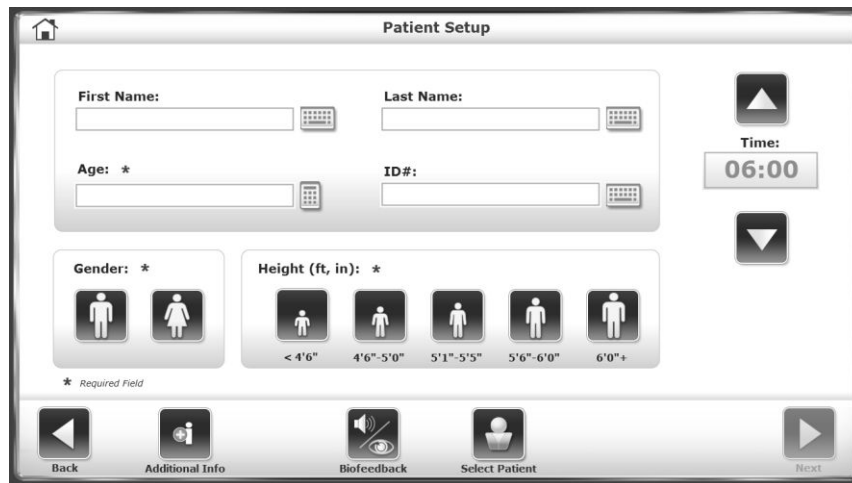 Patient Setup
First Name:
Last Name:
Time:
06:00
Age: *
ID#:
Gender: *
Height (ft, in): *
< 4'6"
4'6"-5'0"
5'1"-5'5"
5'6"-6'0"
6'0"+
* Required Field
Back
Additional Info
Biofeedback
Select Patient
Next